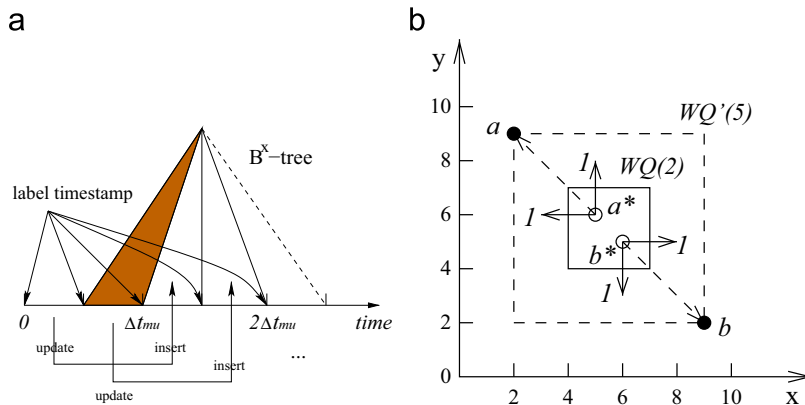 a
B^x-tree
label timestamp
0
Δt_mu
2Δt_mu
time
update
insert
update
insert
...
b
y
10
8
6
4
2
0
2
4
6
8
10
x
WQ'(5)
a
WQ(2)
1
a*
1
b*
1
1
b